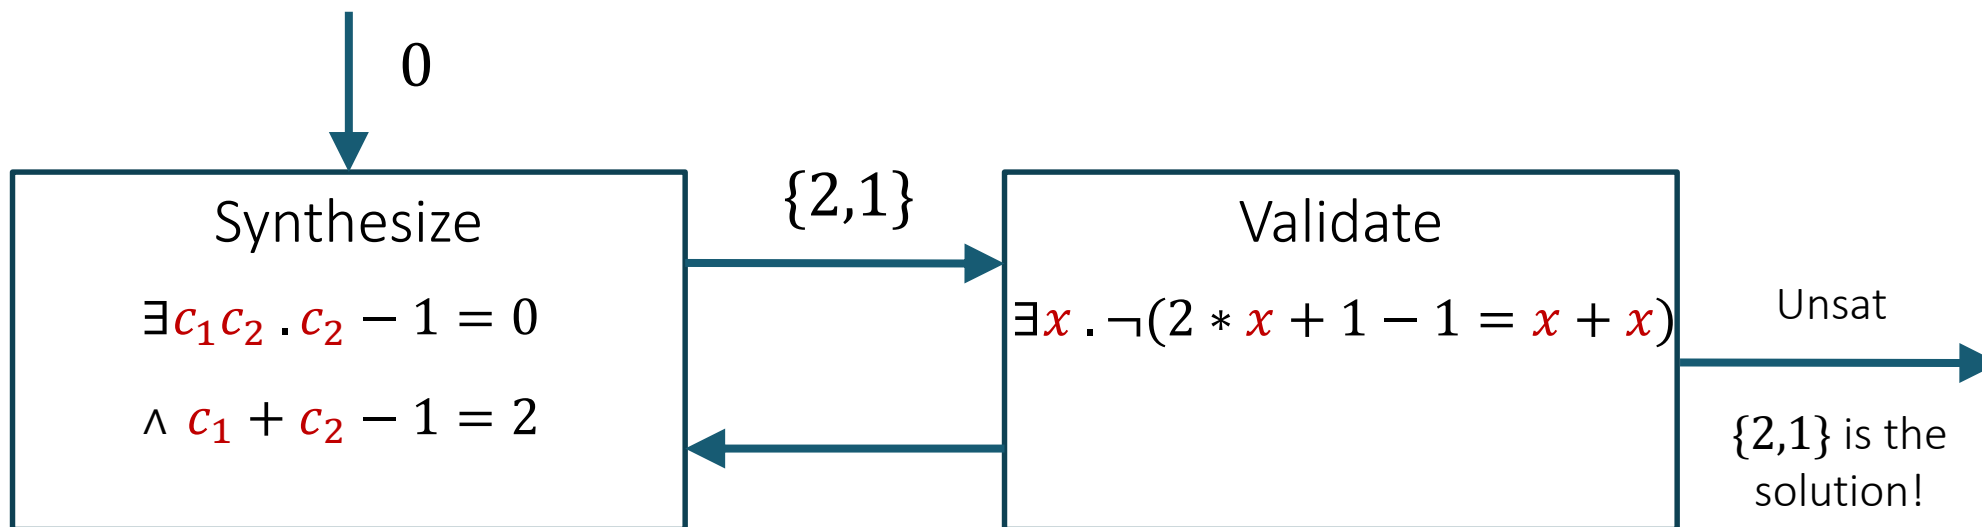 0
Synthesize
∃c₁c₂ . c₂ − 1 = 0
∧ c₁ + c₂ − 1 = 2
{2,1}
Validate
∃x . ¬(2 ∗ x + 1 − 1 = x + x)
Unsat
{2,1} is the
solution!